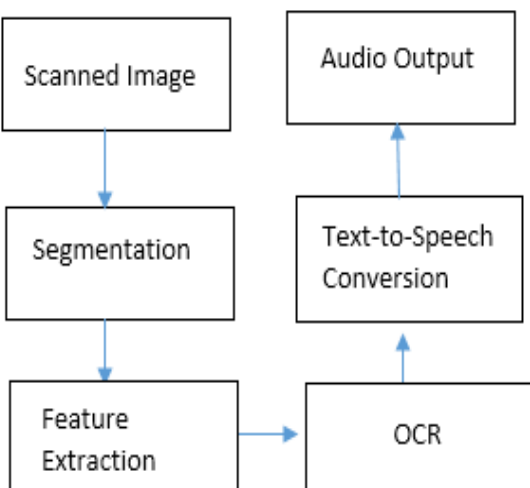 Scanned Image
Segmentation
Feature
Extraction
OCR
Text-to-Speech
Conversion
Audio Output